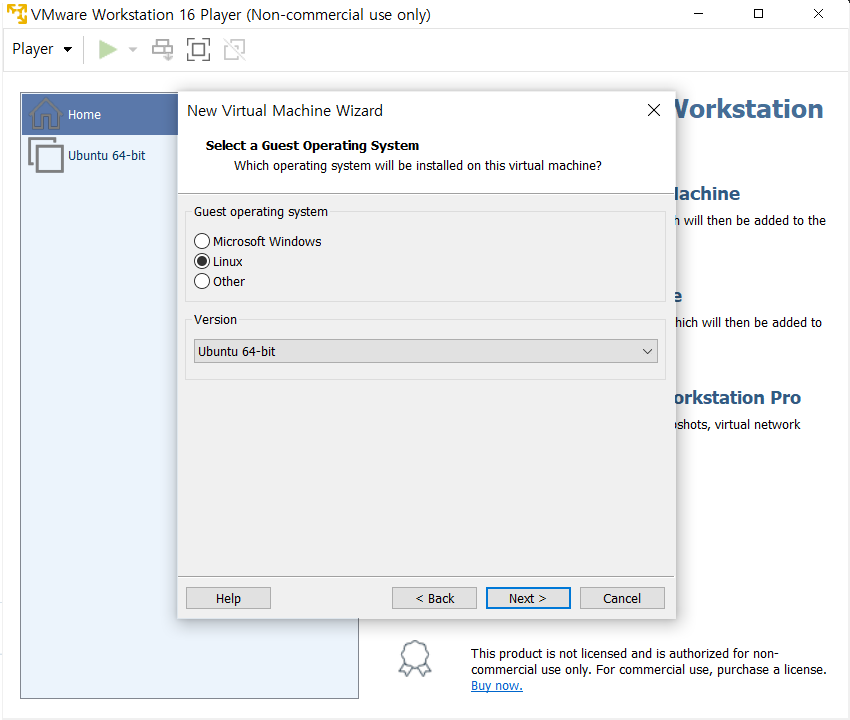 VMware Workstation 16 Player (Non-commercial use only)
Player
Home
Ubuntu 64-bit
New Virtual Machine Wizard
Select a Guest Operating System
Which operating system will be installed on this virtual machine?
Guest operating system
Microsoft Windows
Linux
Other
Version
Ubuntu 64-bit
Help
< Back
Next >
Cancel
Workstation
achine
will then be added to the
will then be added to
orkstation Pro
virtual network
This product is not licensed and is authorized for non-
commercial use only. For commercial use, purchase a license.
Buy now.